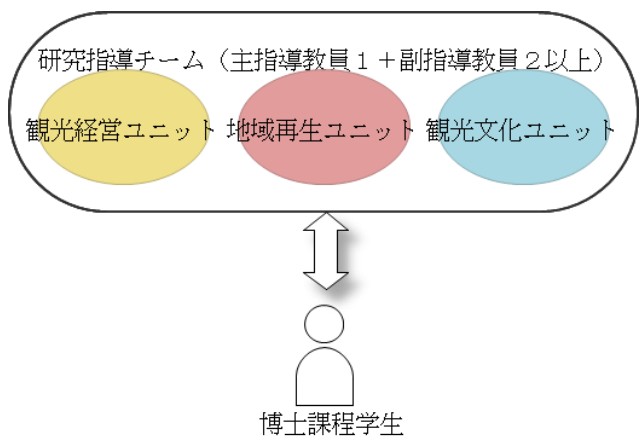 研究指導チーム（主指導教員１＋副指導教員２以上）
観光経営ユニット 地域再生ユニット 観光文化ユニット
博士課程学生